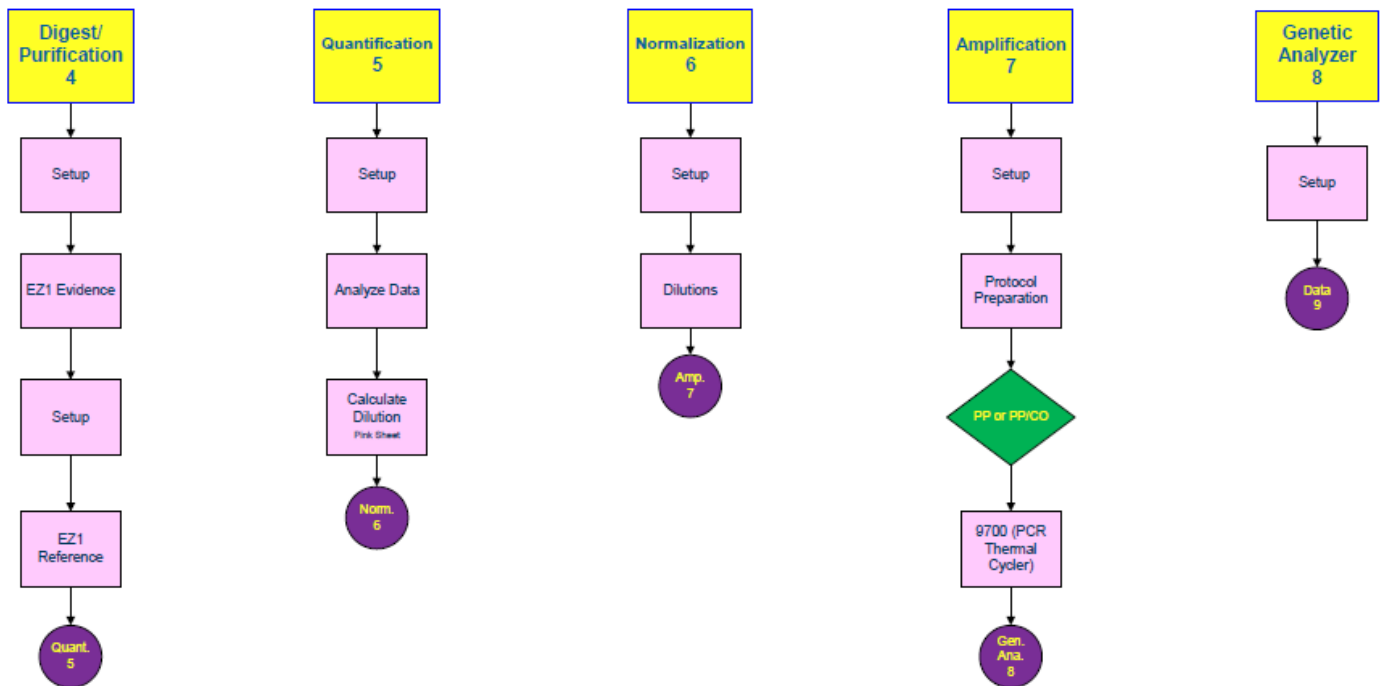 Digest/
Purification
4
Setup
EZ1 Evidence
Setup
EZ1
Reference
Quant.
5
Quantification
5
Setup
Analyze Data
Calculate
Dilution
Pink Sheet
Norm.
6
Normalization
6
Setup
Dilutions
Amp.
7
Amplification
7
Setup
Protocol
Preparation
PP or PP/CO
9700 (PCR
Thermal
Cycler)
Gen.
Ana.
8
Genetic
Analyzer
8
Setup
Data
9